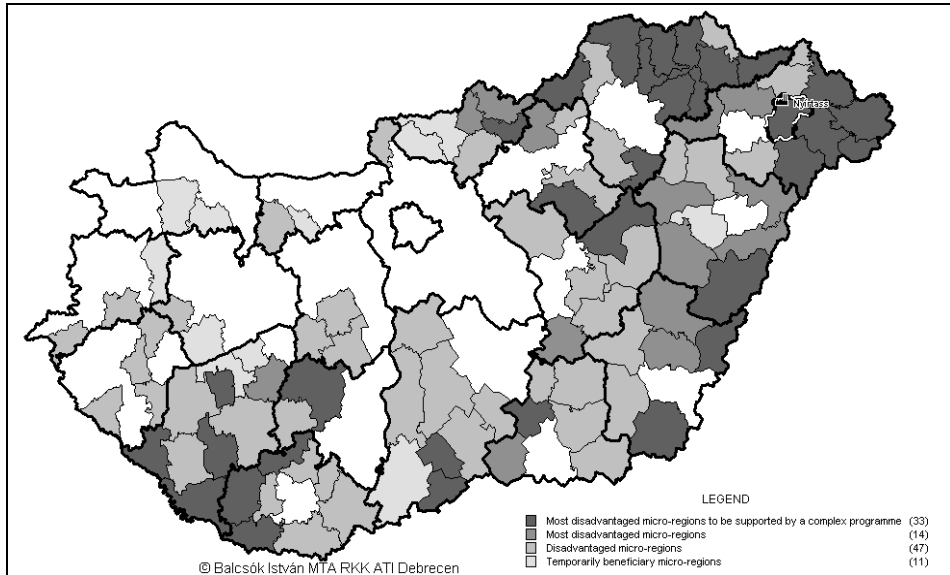 Nyírtass
LEGEND
Most disadvantaged micro-regions to be supported by a complex programme (33)
Most disadvantaged micro-regions (14)
Disadvantaged micro-regions (47)
Temporarily beneficiary micro-regions (11)
© Balcsók István MTA RKK ATI Debrecen